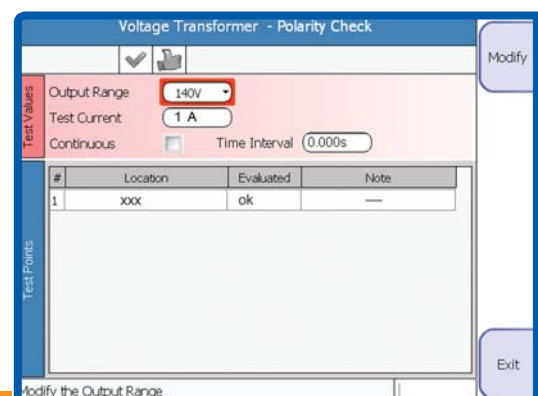 Voltage Transformer - Polarity Check
Modify
Test Values
Output Range 140V
Test Current 1 A
Continuous Time Interval 0.000s
Test Points
# Location Evaluated Note
1 xxx ok —
Exit
Modify the Output Range